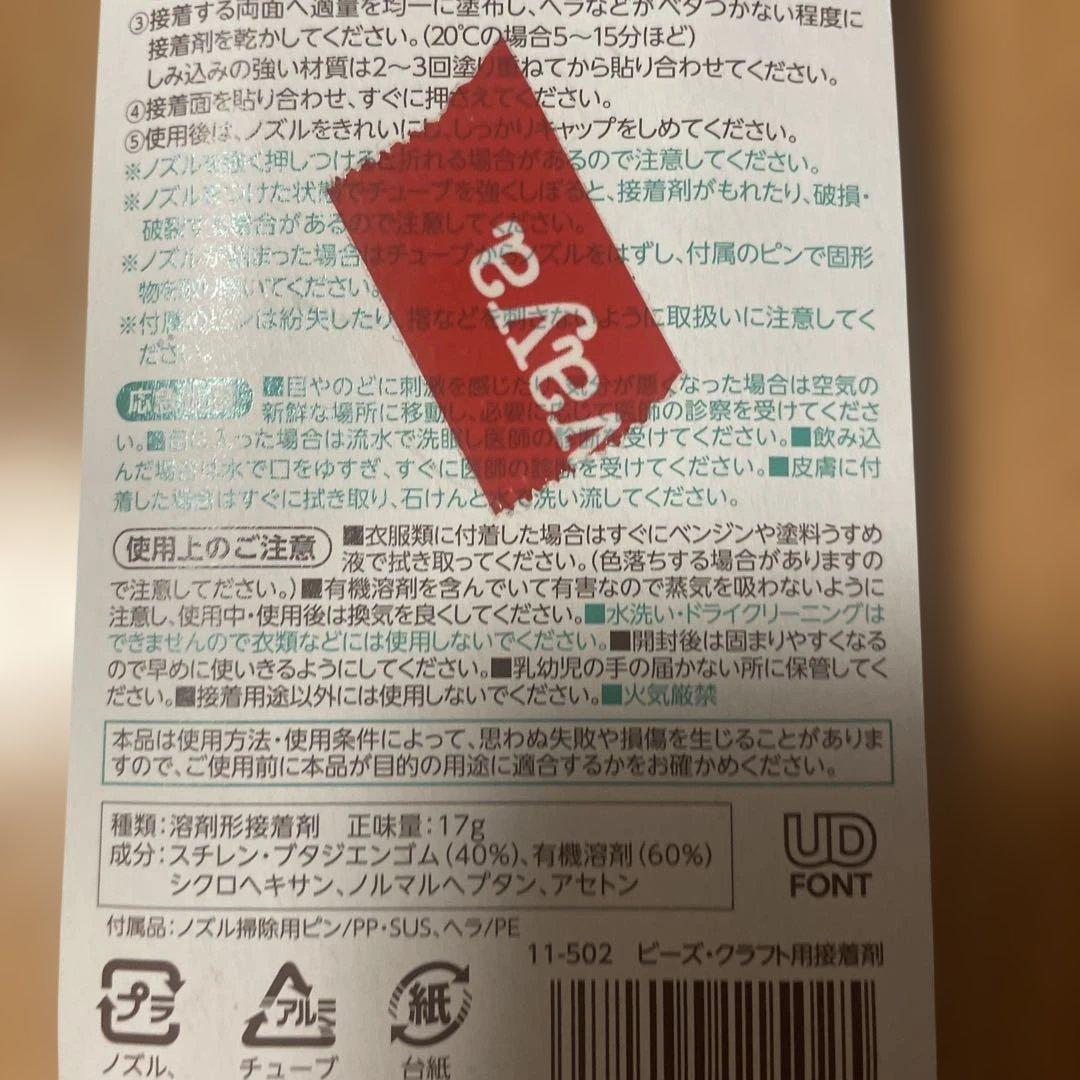 ③接着する両面へ適量を均一に塗布し、ヘラなどがベタつかない程度に
接着剤を乾かしてください。(20℃の場合5〜15分ほど)
しみ込みの強い材質は2〜3回塗り重ねてから貼り合わせてください。
④接着面を貼り合わせ、すぐに押さえてください。
⑤使用後は、ノズルをきれいにし、しっかりキャップをしめてください。
※ノズルを強く押しつけると折れる場合があるので注意してください。
※ノズルをつけた状態でチューブを強くしぼると、接着剤がもれたり、破損・
破裂する場合があるので注意してください。
※ノズルが詰まった場合はチューブからノズルをはずし、付属のピンで固形
物を取り除いてください。
※付属のピンは紛失したり、指などを刺さないように取扱いに注意してく
ださい。
応急処置 ■目やのどに刺激を感じたり、気分が悪くなった場合は空気の
新鮮な場所に移動し、必要に応じて医師の診察を受けてくださ
い。■目に入った場合は流水で洗眼し医師の診断を受けてください。■飲み込
んだ場合は水で口をゆすぎ、すぐに医師の診断を受けてください。■皮膚に付
着した場合はすぐに拭き取り、石けんと水で洗い流してください。
使用上のご注意 ■衣服類に付着した場合はすぐにベンジンや塗料うすめ
液で拭き取ってください。(色落ちする場合がありますの
で注意してださい。)■有機溶剤を含んでいて有害なので蒸気を吸わないように
注意し、使用中・使用後は換気を良くしてください。■水洗い・ドライクリーニングは
できませんので衣類などには使用しないでください。■開封後は固まりやすくなる
ので早めに使いきるようにしてください。■乳幼児の手の届かない所に保管してく
ださい。■接着用途以外には使用しないでください。■火気厳禁
本品は使用方法・使用条件によって、思わぬ失敗や損傷を生じることがありま
すので、ご使用前に本品が目的の用途に適合するかをお確かめください。
種類:溶剤形接着剤 正味量:17g
成分:スチレン・ブタジエンゴム(40%)、有機溶剤(60%)
シクロヘキサン、ノルマルヘプタン、アセトン
UD
FONT
付属品:ノズル掃除用ピン/PP・SUS、ヘラ/PE
11-502 ビーズ・クラフト用接着剤
プラ
アルミ
紙
ノズル、
チューブ
台紙